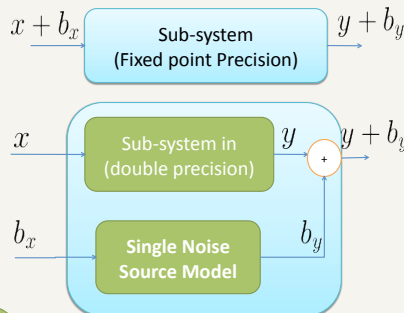 x + b_x
Sub-system
(Fixed point Precision)
y + b_y
x
Sub-system in
(double precision)
y
+
y + b_y
b_x
Single Noise
Source Model
b_y